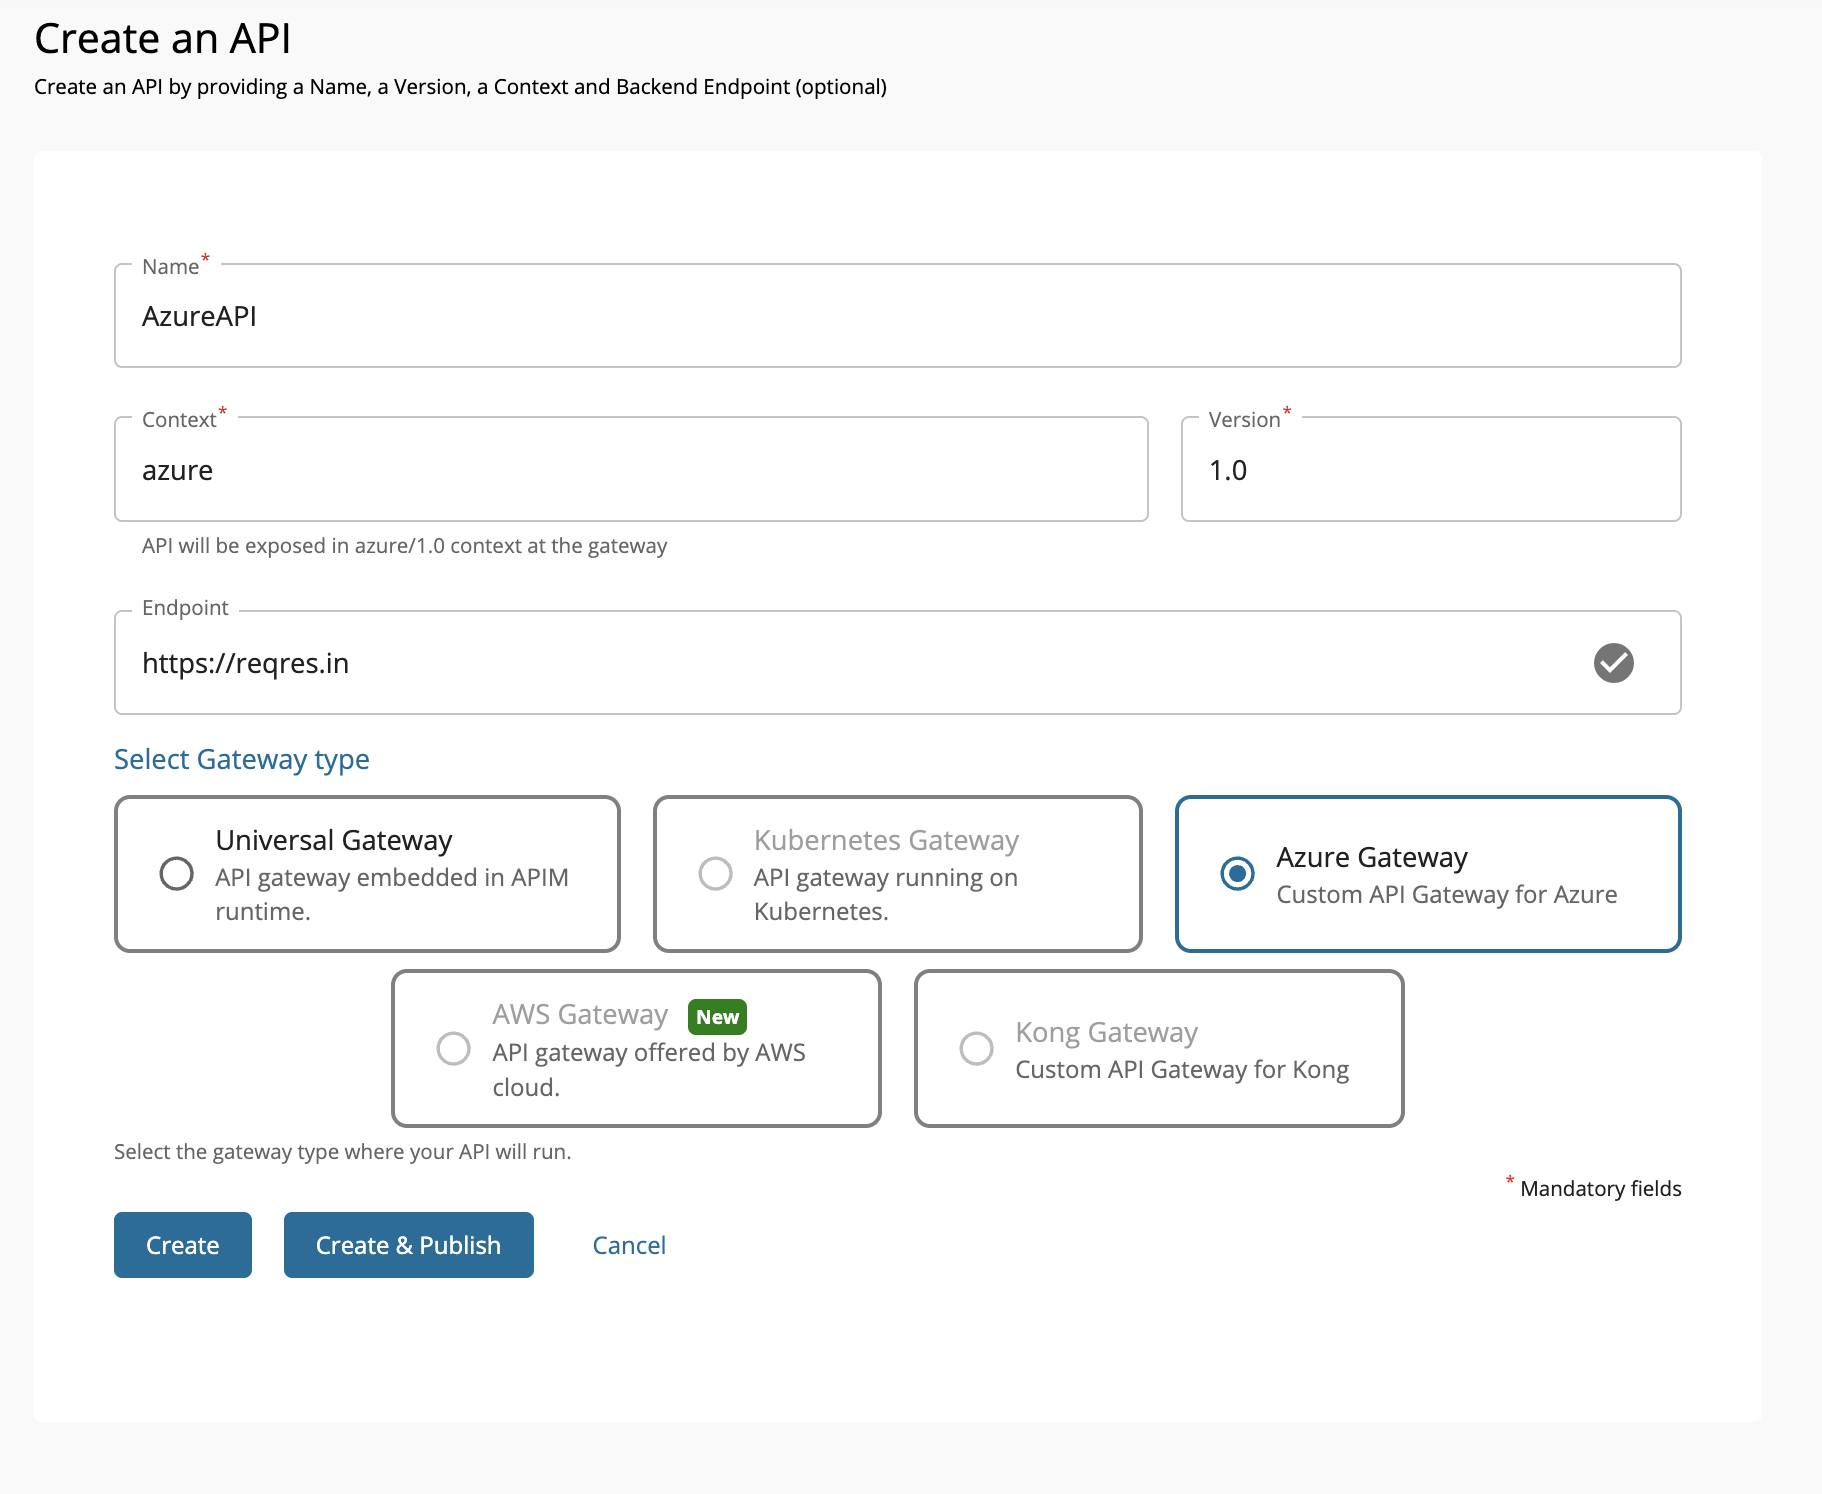 Create an API
Create an API by providing a Name, a Version, a Context and Backend Endpoint (optional)
Name*
AzureAPI
Context*
azure
Version*
1.0
API will be exposed in azure/1.0 context at the gateway
Endpoint
https://reqres.in
Select Gateway type
Universal Gateway
API gateway embedded in APIM
runtime.
Kubernetes Gateway
API gateway running on
Kubernetes.
Azure Gateway
Custom API Gateway for Azure
AWS Gateway New
API gateway offered by AWS
cloud.
Kong Gateway
Custom API Gateway for Kong
Select the gateway type where your API will run.
* Mandatory fields
Create
Create & Publish
Cancel